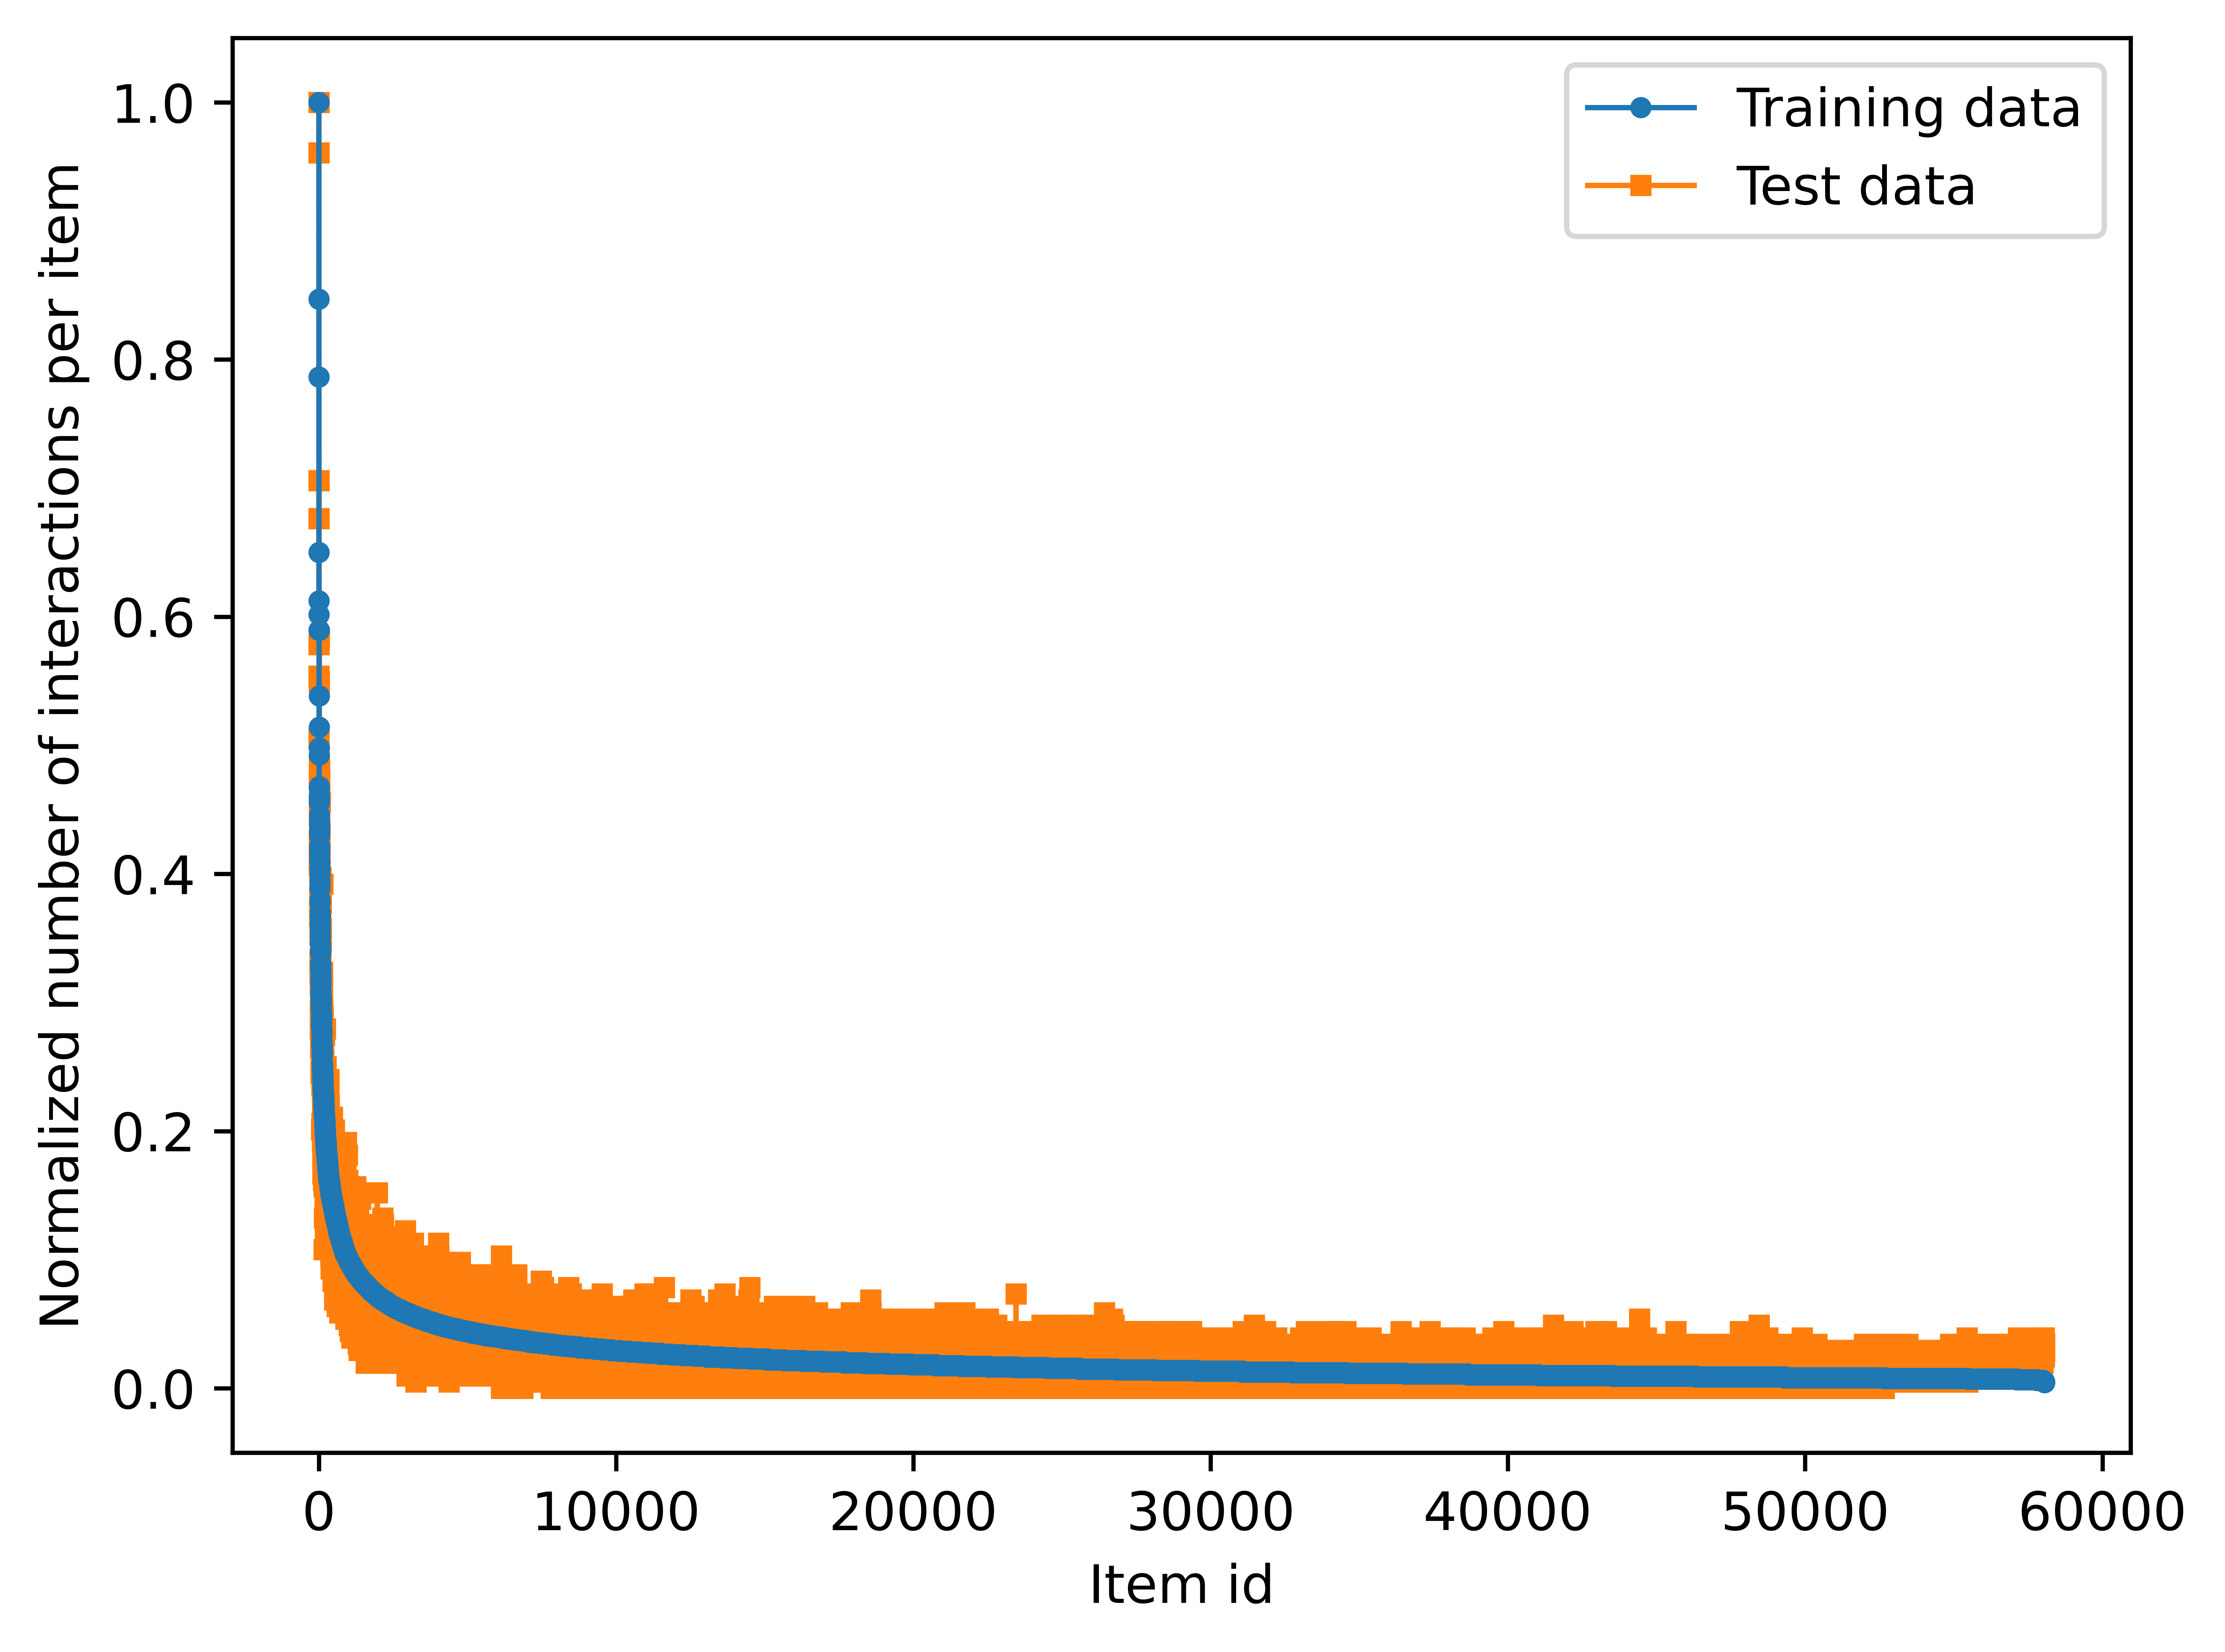 Normalized number of interactions per item
1.0
0.8
0.6
0.4
0.2
0.0
Training data
Test data
0 10000 20000 30000 40000 50000 60000
Item id